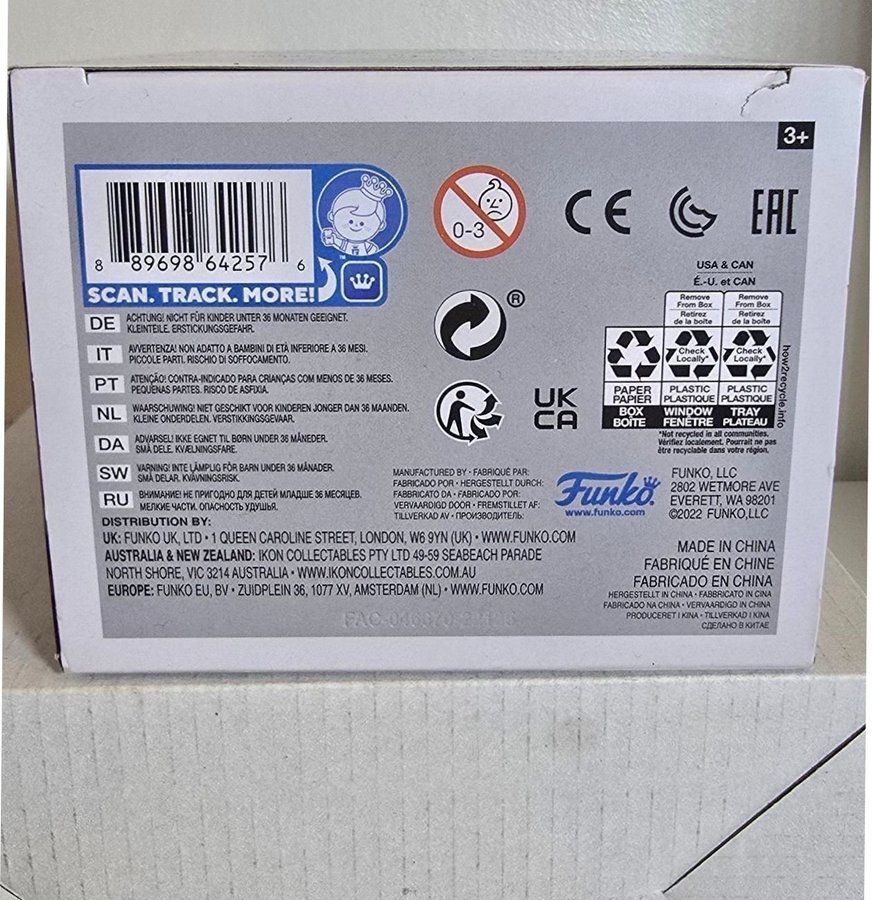 3+
8 89698 64257 6
™
SCAN. TRACK. MORE!
0-3
CE
EAC
USA & CAN
É.-U. et CAN
Remove From Box
Retirez de la boîte
Remove From Box
Retirez de la boîte
Check Locally*
Check Locally*
PAPER
PAPIER
BOX
BOÎTE
PLASTIC
PLASTIQUE
WINDOW
FENÊTRE
PLASTIC
PLASTIQUE
TRAY
PLATEAU
how2recycle.info
*Not recycled in all communities.
Vérifiez localement. Pourrait ne pas
être recyclable dans votre région.
®
UK
CA
DE ACHTUNG! NICHT FÜR KINDER UNTER 36 MONATEN GEEIGNET.
KLEINTEILE. ERSTICKUNGSGEFAHR.
IT AVVERTENZA! NON ADATTO A BAMBINI DI ETÀ INFERIORE A 36 MESI.
PICCOLE PARTI. RISCHIO DI SOFFOCAMENTO.
PT ATENÇÃO! CONTRA-INDICADO PARA CRIANÇAS COM MENOS DE 36 MESES.
PEQUENAS PARTES. RISCO DE ASFIXIA.
NL WAARSCHUWING! NIET GESCHIKT VOOR KINDEREN JONGER DAN 36 MAANDEN.
KLEINE ONDERDELEN. VERSTIKKINGSGEVAAR.
DA ADVARSEL! IKKE EGNET TIL BØRN UNDER 36 MÅNEDER.
SMÅ DELE. KVÆLNINGSFARE.
SW VARNING! INTE LÄMPLIG FÖR BARN UNDER 36 MÅNADER.
SMÅ DELAR. KVÄVNINGSRISK.
RU ВНИМАНИЕ! НЕ ПРИГОДНО ДЛЯ ДЕТЕЙ МЛАДШЕ 36 МЕСЯЦЕВ.
МЕЛКИЕ ЧАСТИ. ОПАСНОСТЬ УДУШЬЯ.
MANUFACTURED BY • FABRIQUÉ PAR:
FABRICADO POR • HERGESTELLT DURCH:
FABBRICATO DA • FABRICADO POR:
VERVAARDIGD DOOR • FREMSTILLET AF:
TILLVERKAD AV • ПРОИЗВОДИТЕЛЬ:
Funko®
www.funko.com
FUNKO, LLC
2802 WETMORE AVE
EVERETT, WA 98201
©2022 FUNKO,LLC
DISTRIBUTION BY:
UK: FUNKO UK, LTD • 1 QUEEN CAROLINE STREET, LONDON, W6 9YN (UK) • WWW.FUNKO.COM
AUSTRALIA & NEW ZEALAND: IKON COLLECTABLES PTY LTD 49-59 SEABEACH PARADE
NORTH SHORE, VIC 3214 AUSTRALIA • WWW.IKONCOLLECTABLES.COM.AU
EUROPE: FUNKO EU, BV • ZUIDPLEIN 36, 1077 XV, AMSTERDAM (NL) • WWW.FUNKO.COM
MADE IN CHINA
FABRIQUÉ EN CHINE
FABRICADO EN CHINA
HERGESTELLT IN CHINA • FABBRICATO IN CINA
FABRICADO NA CHINA • VERVAARDIGD IN CHINA
PRODUCERET I KINA • TILLVERKAD I KINA
СДЕЛАНО В КИТАЕ